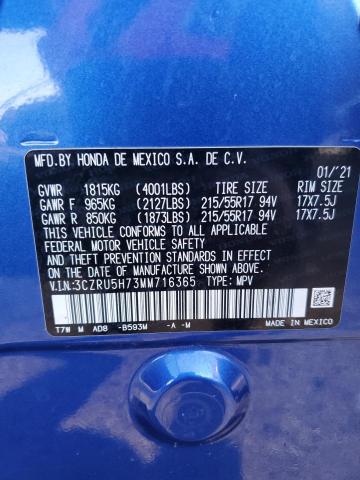 MFD.BY HONDA DE MEXICO S.A. DE C.V. 01/'21
GVWR 1815KG (4001LBS) TIRE SIZE RIM SIZE
GAWR F 965KG (2127LBS) 215/55R17 94V 17X7.5J
GAWR R 850KG (1873LBS) 215/55R17 94V 17X7.5J
THIS VEHICLE CONFORMS TO ALL APPLICABLE
FEDERAL MOTOR VEHICLE SAFETY AND
THEFT PREVENTION STANDARDS IN EFFECT ON
THE DATE OF MANUFACTURE SHOWN ABOVE.
V.I.N:3CZRU5H73MM716365 TYPE: MPV
T7W M AD8 -B593M -A -M
MADE IN MEXICO